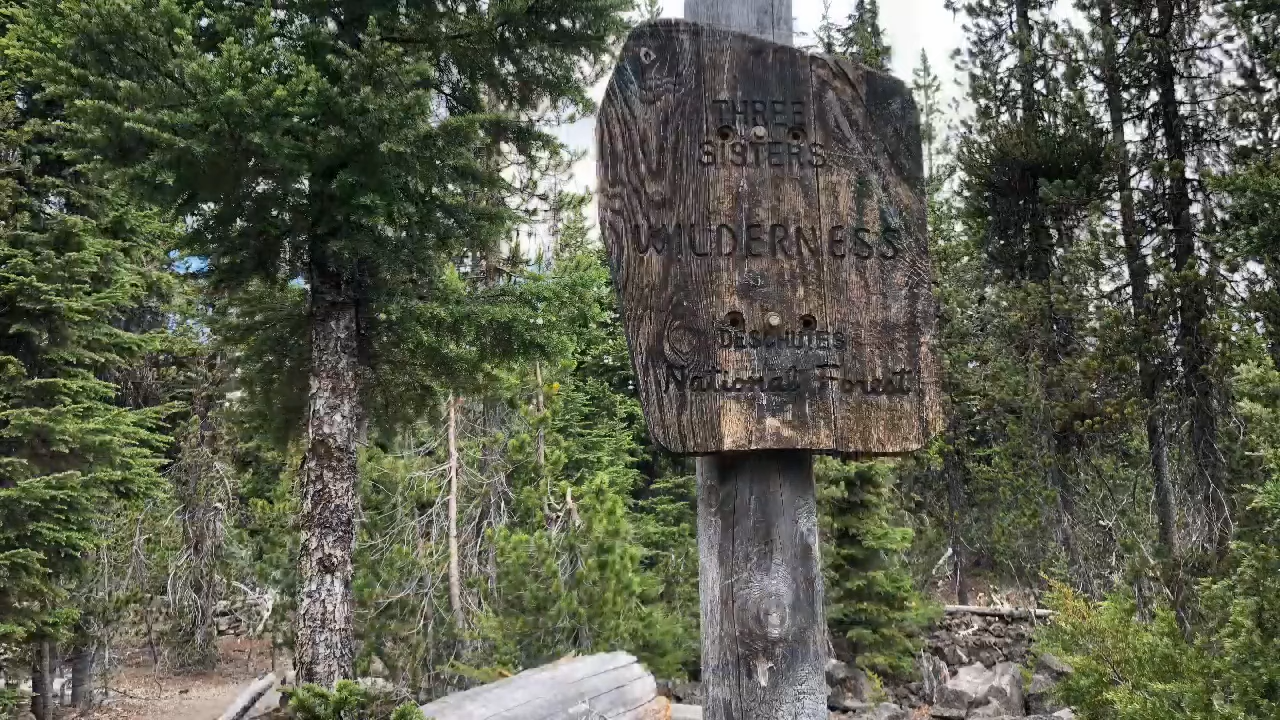 THREE
SISTERS
WILDERNESS
DESCHUTES
National Forest